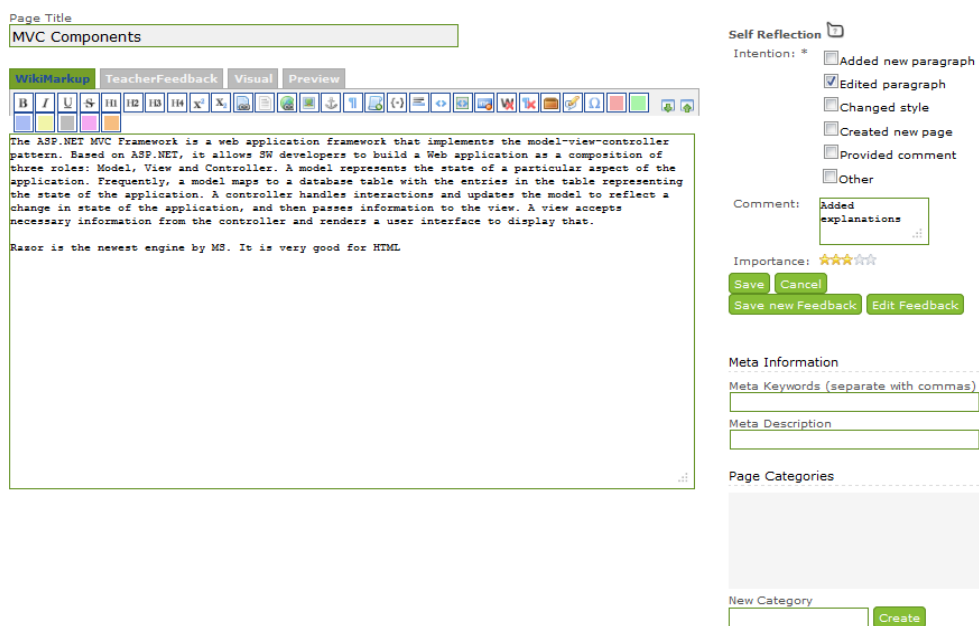 Page Title
MVC Components
WikiMarkup TeacherFeedback Visual Preview
B I U S H1 H2 H3 H4 x² X₂ ¶ {·} <> W Ω
The ASP.NET MVC Framework is a web application framework that implements the model-view-controller
pattern. Based on ASP.NET, it allows SW developers to build a Web application as a composition of
three roles: Model, View and Controller. A model represents the state of a particular aspect of the
application. Frequently, a model maps to a database table with the entries in the table representing
the state of the application. A controller handles interactions and updates the model to reflect a
change in state of the application, and then passes information to the view. A view accepts
necessary information from the controller and renders a user interface to display that.
Razor is the newest engine by MS. It is very good for HTML
Self Reflection
Intention: *
Added new paragraph
Edited paragraph
Changed style
Created new page
Provided comment
Other
Comment: Added
explanations
Importance:
Save Cancel
Save new Feedback Edit Feedback
Meta Information
Meta Keywords (separate with commas)
Meta Description
Page Categories
New Category
Create